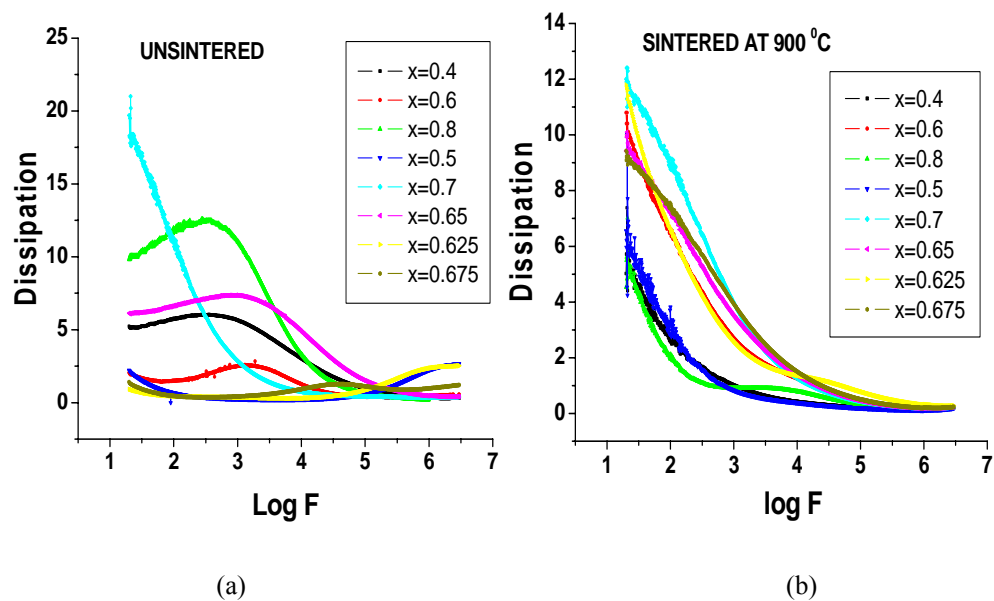 UNSINTERED
25
20
15
10
5
0
Dissipation
x=0.4
x=0.6
x=0.8
x=0.5
x=0.7
x=0.65
x=0.625
x=0.675
1 2 3 4 5 6 7
Log F
(a)
SINTERED AT 900 ⁰C
14
12
10
8
6
4
2
0
Dissipation
x=0.4
x=0.6
x=0.8
x=0.5
x=0.7
x=0.65
x=0.625
x=0.675
1 2 3 4 5 6 7
log F
(b)